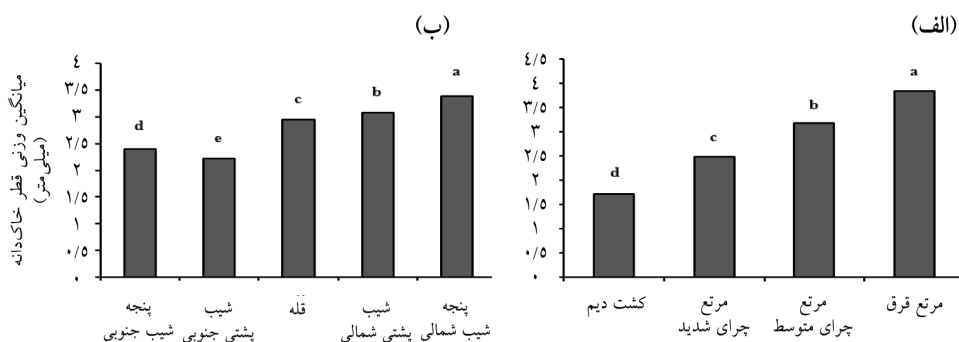 (الف)
۴/۵
۴
۳/۵
۳
۲/۵
۲
۱/۵
۱
۰/۵
۰
a
b
c
d
مرتع قرق
مرتع
چرای متوسط
مرتع
چرای شدید
کشت دیم
(ب)
میانگین وزنی قطر خاک‌دانه
(میلی‌متر)
۴
۳/۵
۳
۲/۵
۲
۱/۵
۱
۰/۵
۰
a
b
c
e
d
پنجه
شیب شمالی
شیب
پشتی شمالی
قله
شیب
پشتی جنوبی
پنجه
شیب جنوبی